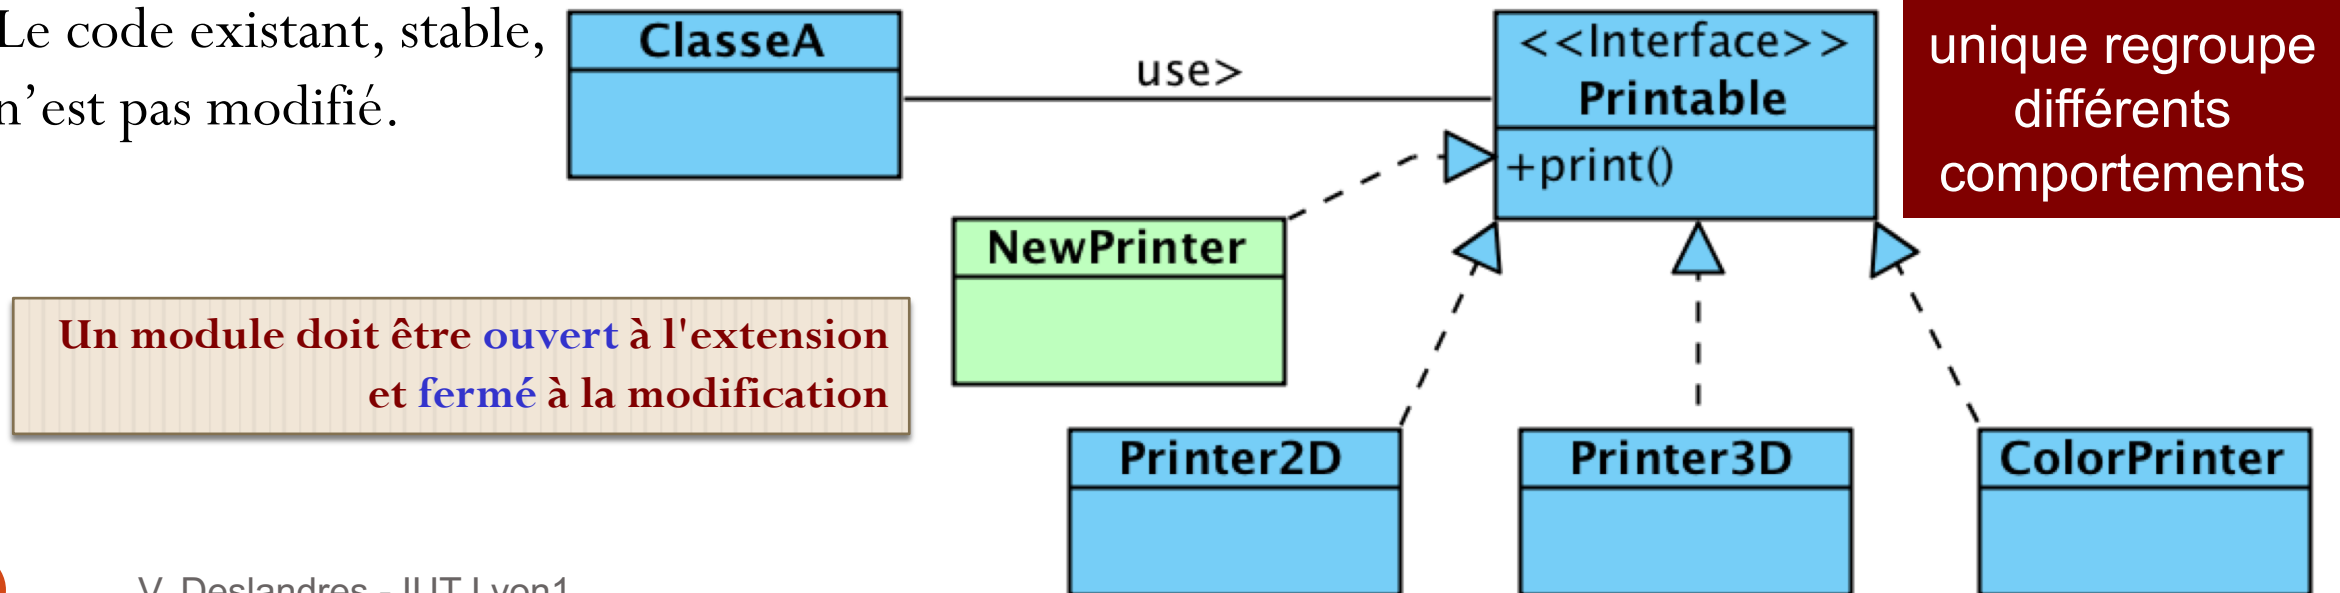 Le code existant, stable,
n’est pas modifié.
ClasseA
use>
<<Interface>>
Printable
+print()
unique regroupe
différents
comportements
NewPrinter
Un module doit être ouvert à l'extension
et fermé à la modification
Printer2D
Printer3D
ColorPrinter
V. Deslandres - IUT Lyon1